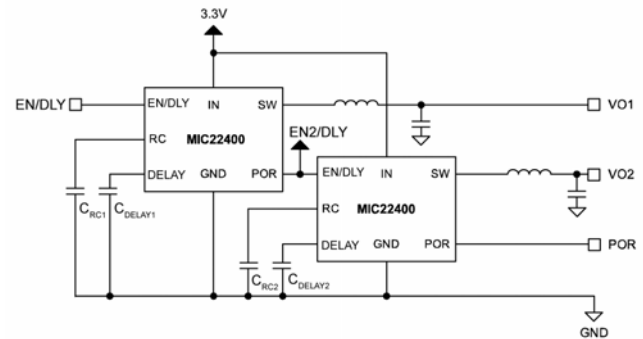 3.3V
EN/DLY
EN/DLY IN SW
VO1
RC MIC22400
EN2/DLY
DELAY GND POR
EN/DLY IN SW
VO2
CRC1 CDELAY1
RC MIC22400
DELAY GND POR
POR
CRC2 CDELAY2
GND